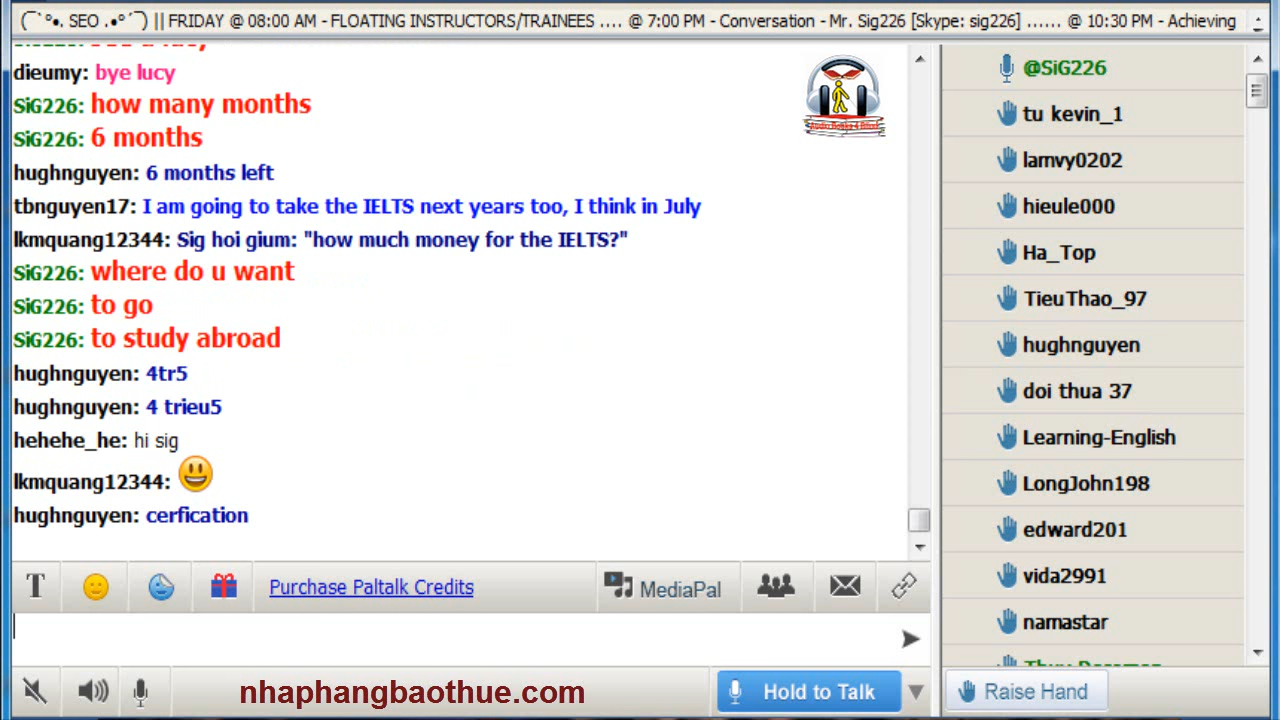 (¯`°•. SEO .•°´¯) || FRIDAY @ 08:00 AM - FLOATING INSTRUCTORS/TRAINEES .... @ 7:00 PM - Conversation - Mr. Sig226 [Skype: sig226] ...... @ 10:30 PM - Achieving
dieumy: bye lucy
SiG226: how many months
SiG226: 6 months
hughnguyen: 6 months left
tbnguyen17: I am going to take the IELTS next years too, I think in July
lkmquang12344: Sig hoi gium: "how much money for the IELTS?"
SiG226: where do u want
SiG226: to go
SiG226: to study abroad
hughnguyen: 4tr5
hughnguyen: 4 trieu5
hehehe_he: hi sig
lkmquang12344:
hughnguyen: cerfication
T
Purchase Paltalk Credits
MediaPal
nhaphangbaothue.com
Hold to Talk
@SiG226
tu kevin_1
lamvy0202
hieule000
Ha_Top
TieuThao_97
hughnguyen
doi thua 37
Learning-English
LongJohn198
edward201
vida2991
namastar
Raise Hand